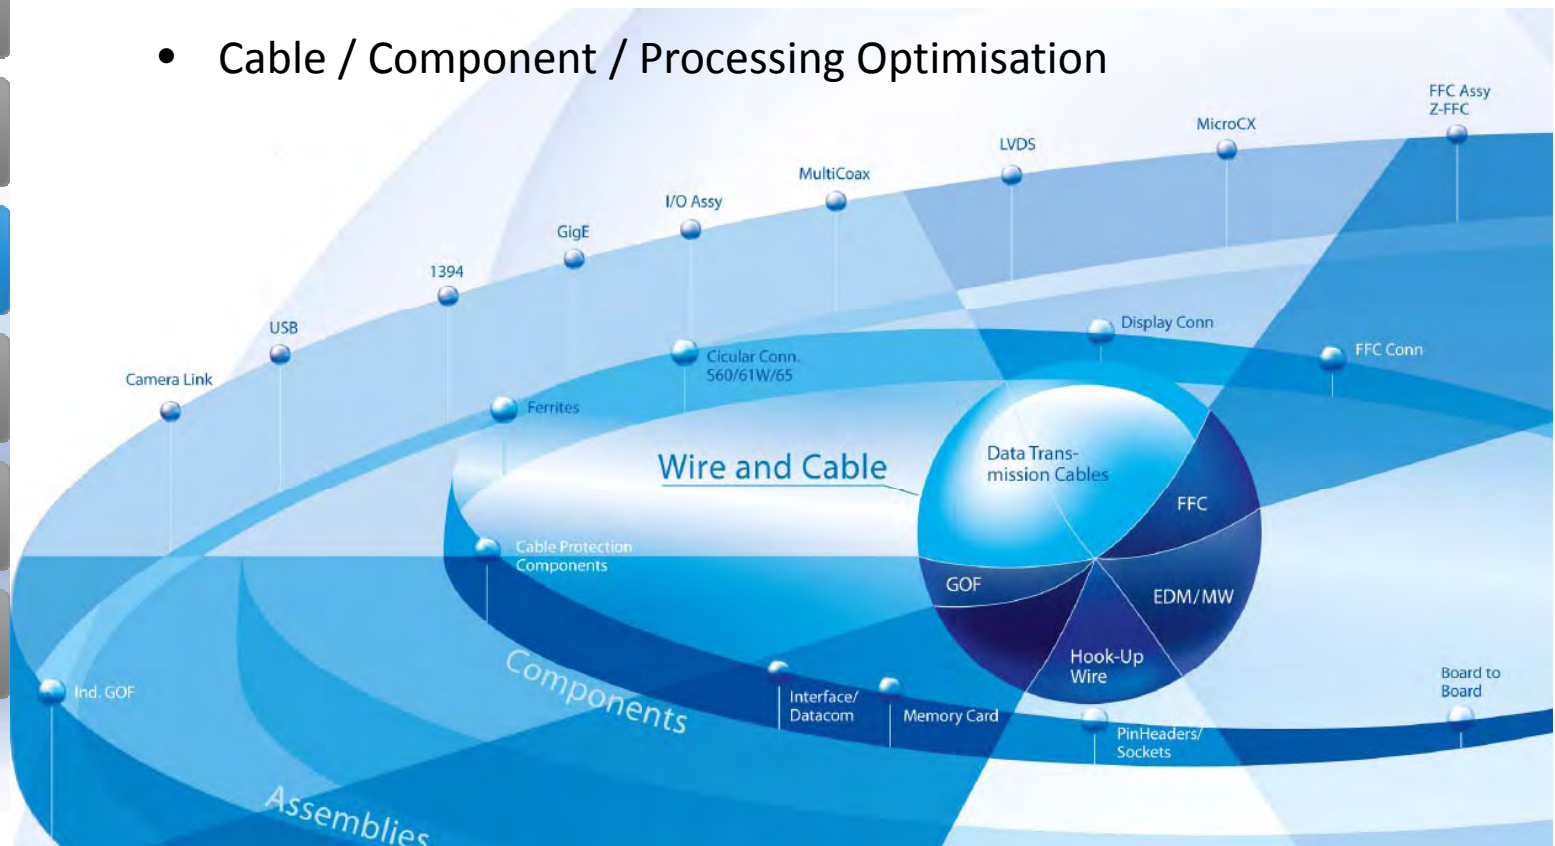 • Cable / Component / Processing Optimisation
FFC Assy
Z-FFC
MicroCX
LVDS
MultiCoax
I/O Assy
GigE
1394
USB
Camera Link
Display Conn
FFC Conn
Cicular Conn.
S60/61W/65
Ferrites
Wire and Cable
Data Trans-
mission Cables
FFC
Cable Protection
Components
GOF
EDM/MW
Hook-Up
Wire
Components
Ind. GOF
Interface/
Datacom
Memory Card
PinHeaders/
Sockets
Board to
Board
Assemblies